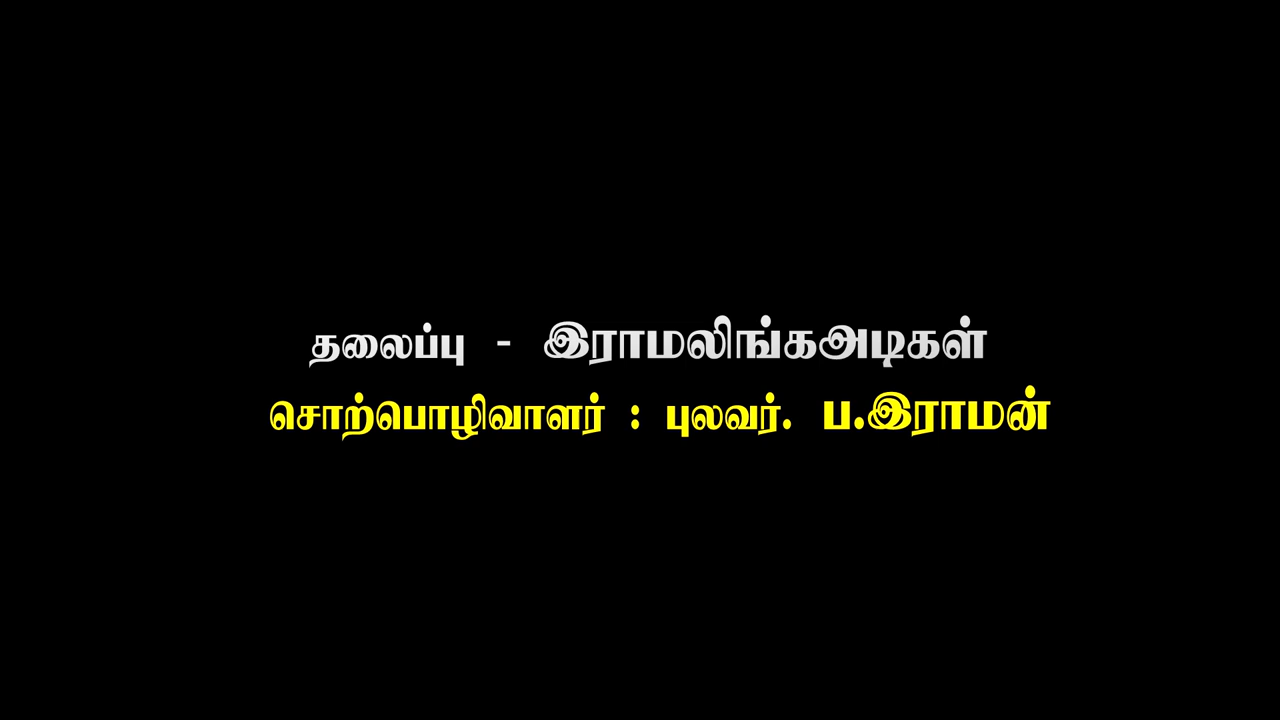 தலைப்பு - இராமலிங்கஅடிகள்
சொற்பொழிவாளர் : புலவர். ப.இராமன்